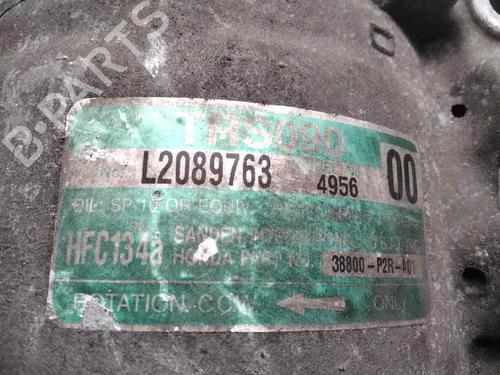 B-PARTS
TRS090
No. L2089763 4956 00
OIL: SP-10 OR EQUIV.
HFC134a SANDEN INTERNATIONAL
HONDA PART NO. 38800-P2R-A01
ROTATION C.C.W. ONLY